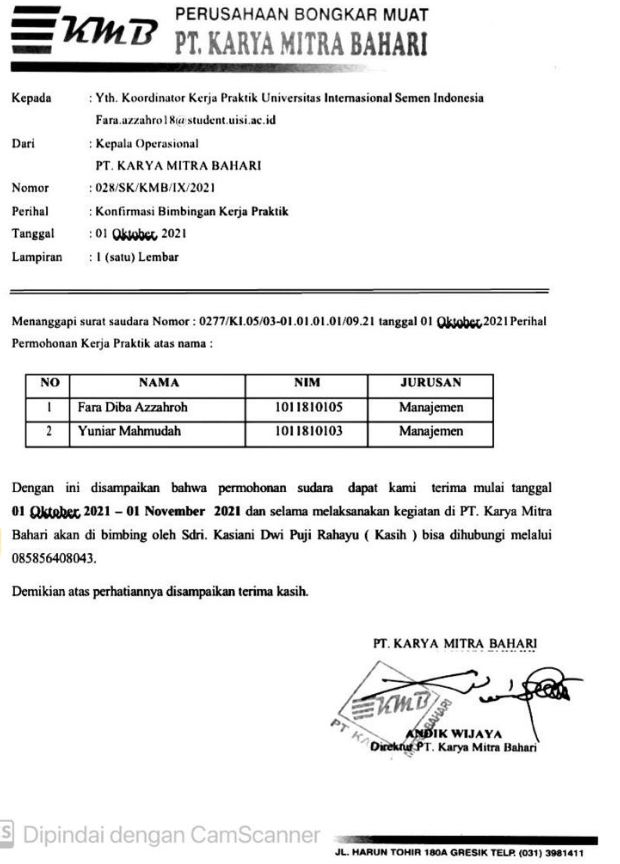 KMB
PERUSAHAAN BONGKAR MUAT
PT. KARYA MITRA BAHARI
Kepada : Yth. Koordinator Kerja Praktik Universitas Internasional Semen Indonesia
Fara.azzahro18@student.uisi.ac.id
Dari : Kepala Operasional
PT. KARYA MITRA BAHARI
Nomor : 028/SK/KMB/IX/2021
Perihal : Konfirmasi Bimbingan Kerja Praktik
Tanggal : 01 Oktober, 2021
Lampiran : 1 (satu) Lembar
Menanggapi surat saudara Nomor : 0277/KI.05/03-01.01.01.01/09.21 tanggal 01 Oktober 2021 Perihal
Permohonan Kerja Praktik atas nama :
NO NAMA NIM JURUSAN
1 Fara Diba Azzahroh 1011810105 Manajemen
2 Yuniar Mahmudah 1011810103 Manajemen
Dengan ini disampaikan bahwa permohonan sudara dapat kami terima mulai tanggal
01 Oktober 2021 – 01 November 2021 dan selama melaksanakan kegiatan di PT. Karya Mitra
Bahari akan di bimbing oleh Sdri. Kasiani Dwi Puji Rahayu ( Kasih ) bisa dihubungi melalui
085856408043.
Demikian atas perhatiannya disampaikan terima kasih.
PT. KARYA MITRA BAHARI
KMB
PT KA MITRA BAHARI
ANDIK WIJAYA
Direktur PT. Karya Mitra Bahari
S Dipindai dengan CamScanner
JL. HARUN TOHIR 180A GRESIK TELP. (031) 3981411